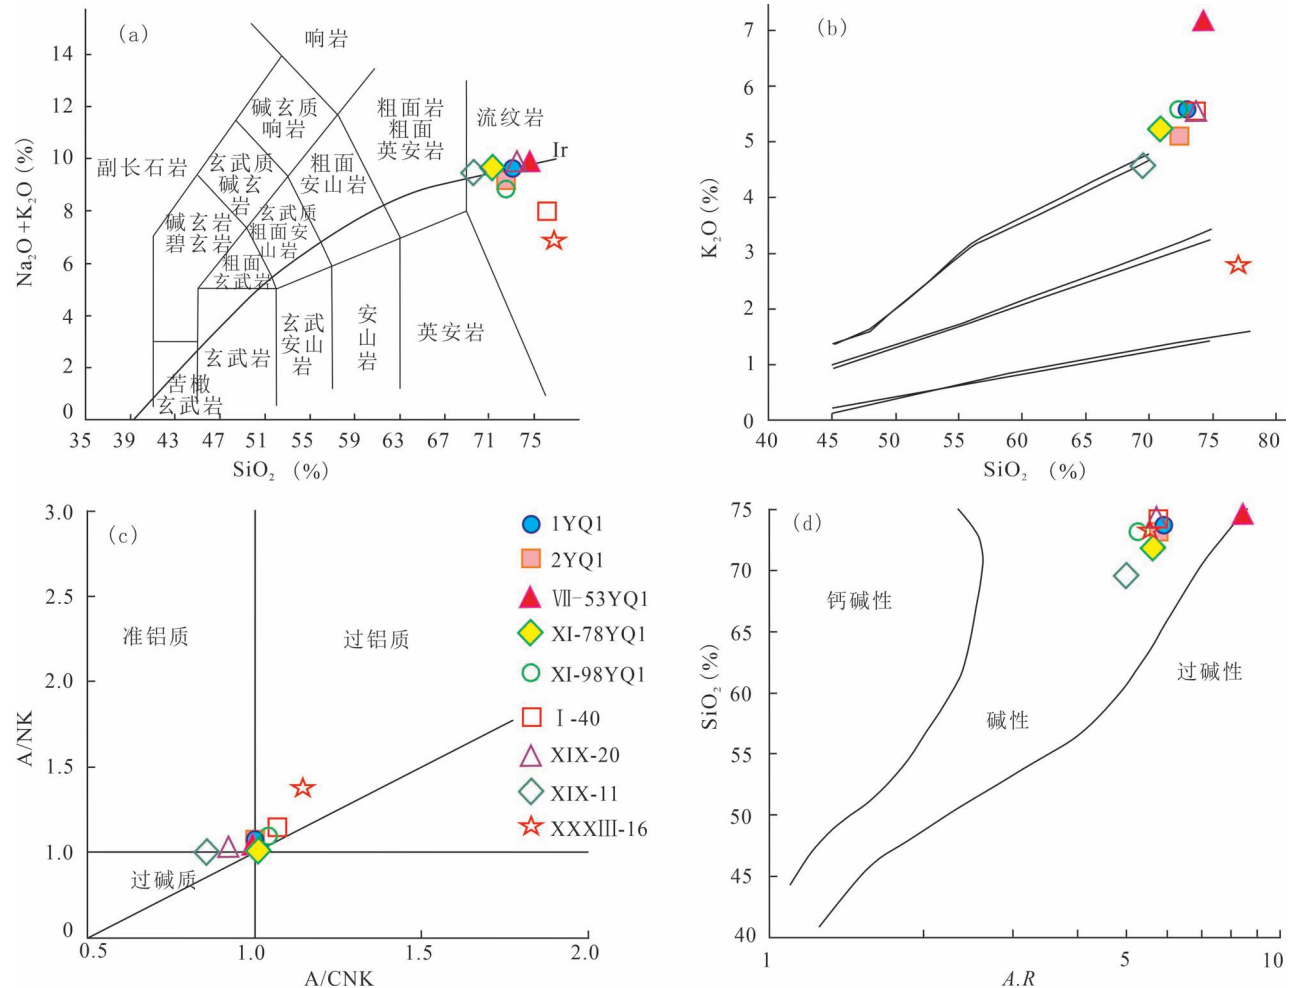 (a)
响岩
14
12
10
8
6
4
2
0
Na₂O+K₂O (%)
碱玄质
响岩
粗面岩
粗面
英安岩
流纹岩
Ir
副长石岩
玄武质
碱玄
岩
粗面
安山岩
碱玄岩
碧玄岩
玄武质
粗面安
山岩
粗面
玄武岩
玄武岩
玄武
安山
岩
安
山
岩
英安岩
苦橄
玄武岩
35 39 43 47 51 55 59 63 67 71 75
SiO₂ (%)
(b)
7
6
5
4
3
2
1
0
K₂O (%)
40 45 50 55 60 65 70 75 80
SiO₂ (%)
(c)
3.0
2.5
2.0
1.5
1.0
0
A/NK
准铝质
过铝质
过碱质
0.5 1.0 1.5 2.0
A/CNK
1YQ1
2YQ1
Ⅶ-53YQ1
XI-78YQ1
XI-98YQ1
Ⅰ-40
XIX-20
XIX-11
XXXIII-16
(d)
75
70
65
60
55
50
45
40
SiO₂ (%)
钙碱性
碱性
过碱性
1 5 10
A.R